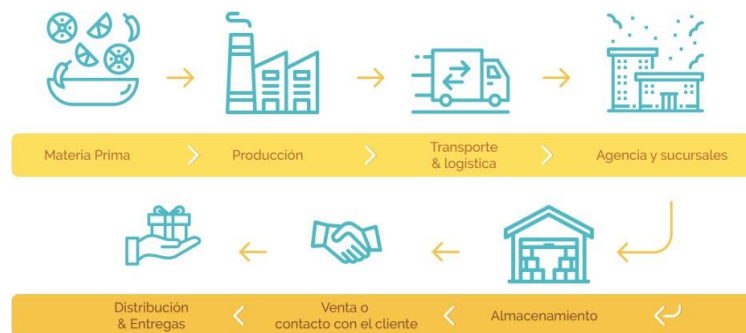 Materia Prima
Producción
Transporte
& logística
Agencia y sucursales
Almacenamiento
Venta o
contacto con el cliente
Distribución
& Entregas